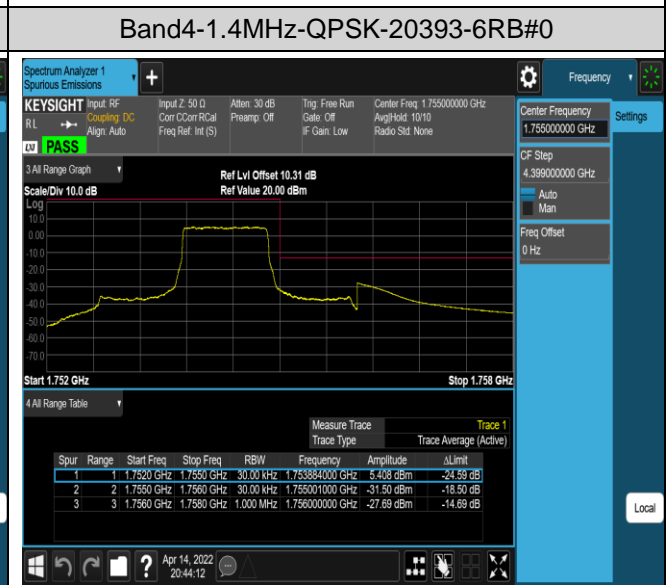 Band4-1.4MHz-QPSK-20393-6RB#0
Spectrum Analyzer 1
Spurious Emissions
Frequency
KEYSIGHT
RL
PASS
Input: RF
Coupling: DC
Align: Auto
Input Z: 50 Ω
Corr CCorr RCal
Freq Ref: Int (S)
Atten: 30 dB
Preamp: Off
Trig: Free Run
Gate: Off
IF Gain: Low
Center Freq: 1.755000000 GHz
Avg|Hold: 10/10
Radio Std: None
Center Frequency
1.755000000 GHz
Settings
CF Step
4.399000000 GHz
Auto
Man
Freq Offset
0 Hz
3 All Range Graph
Scale/Div 10.0 dB
Ref Lvl Offset 10.31 dB
Ref Value 20.00 dBm
Log
10.0
0.00
-10.0
-20.0
-30.0
-40.0
-50.0
-60.0
-70.0
Start 1.752 GHz
Stop 1.758 GHz
4 All Range Table
Measure Trace Trace 1
Trace Type Trace Average (Active)
Spur Range Start Freq Stop Freq RBW Frequency Amplitude ΔLimit
1 1 1.7520 GHz 1.7550 GHz 30.00 kHz 1.753884000 GHz 5.408 dBm -24.59 dB
2 2 1.7550 GHz 1.7560 GHz 30.00 kHz 1.755001000 GHz -31.50 dBm -18.50 dB
3 3 1.7560 GHz 1.7580 GHz 1.000 MHz 1.756000000 GHz -27.69 dBm -14.69 dB
Local
Apr 14, 2022
20:44:12